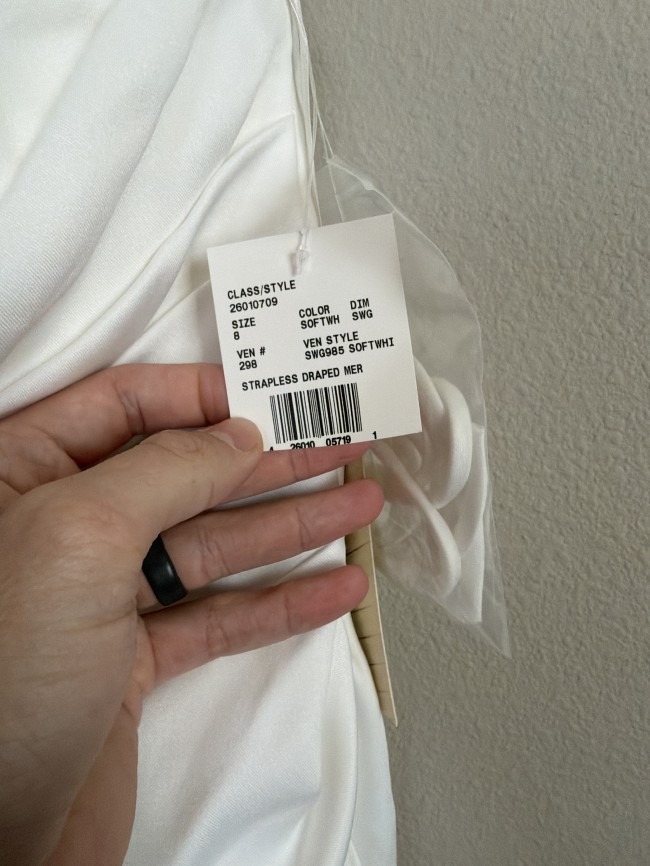 CLASS/STYLE
26010709
SIZE COLOR DIM
8 SOFTWH SWG
VEN # VEN STYLE
298 SWG985 SOFTWHI
STRAPLESS DRAPED MER
4 26010 05719 1